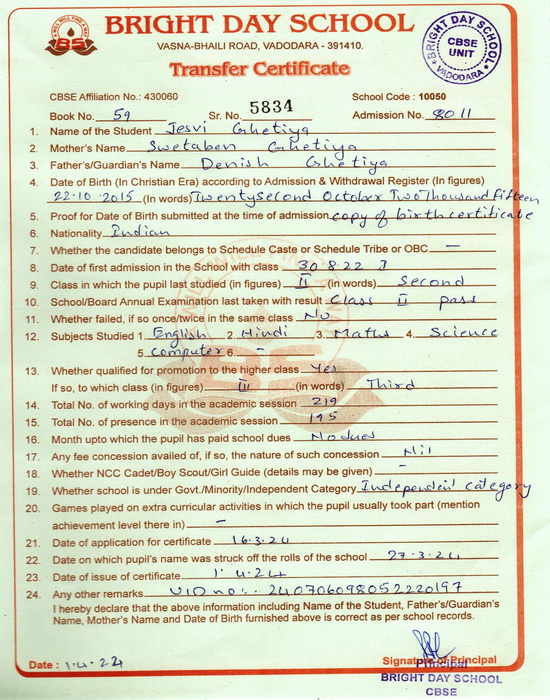 BRIGHT DAY SCHOOL
VASNA-BHAILI ROAD, VADODARA - 391410.
Transfer Certificate
BRIGHT DAY SCHOOL
CBSE
UNIT
VADODARA
CBSE Affiliation No.: 430060 School Code : 10050
Book No. 59 Sr. No. 5834 Admission No. 8011
1. Name of the Student Jesvi Ghetiya
2. Mother's Name Swetaben Ghetiya
3. Father's/Guardian's Name Denish Ghetiya
4. Date of Birth (In Christian Era) according to Admission & Withdrawal Register (In figures)
22-10-2015 (In words) Twentysecond October Two Thousand fifteen
5. Proof for Date of Birth submitted at the time of admission copy of birth certificate
6. Nationality Indian
7. Whether the candidate belongs to Schedule Caste or Schedule Tribe or OBC —
8. Date of first admission in the School with class 30.8.22 I
9. Class in which the pupil last studied (in figures) II (in words) Second
10. School/Board Annual Examination last taken with result Class II pass
11. Whether failed, if so once/twice in the same class No
12. Subjects Studied 1. English 2. Hindi 3. Maths 4. Science
5. Computer 6. -
13. Whether qualified for promotion to the higher class Yes
If so, to which class (in figures) III (in words) Third
14. Total No. of working days in the academic session 219
15. Total No. of presence in the academic session 195
16. Month upto which the pupil has paid school dues No dues
17. Any fee concession availed of, if so, the nature of such concession Nil
18. Whether NCC Cadet/Boy Scout/Girl Guide (details may be given) -
19. Whether school is under Govt./Minority/Independent Category Independent category
20. Games played on extra curricular activities in which the pupil usually took part (mention
achievement level there in) -
21. Date of application for certificate 16.3.24
22. Date on which pupil's name was struck off the rolls of the school 27.3.24
23. Date of issue of certificate 1.4.24
24. Any other remarks UID no:- 240706098052220197
I hereby declare that the above information including Name of the Student, Father's/Guardian's
Name, Mother's Name and Date of Birth furnished above is correct as per school records.
Date : 1.4.24 Signature of Principal
Principal
BRIGHT DAY SCHOOL
CBSE